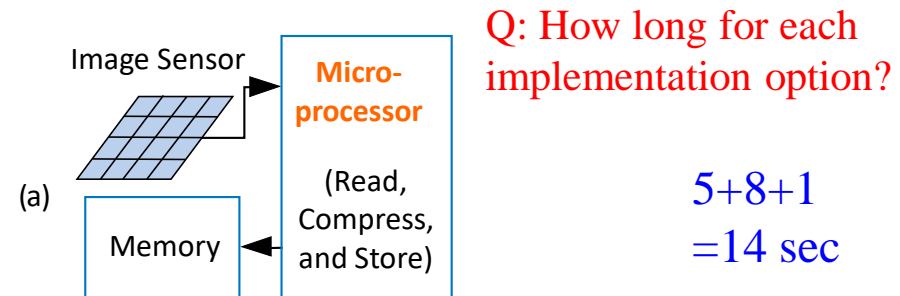 Q: How long for each
implementation option?
Image Sensor
Micro-
processor
(Read,
Compress,
and Store)
(a)
Memory
5+8+1
=14 sec